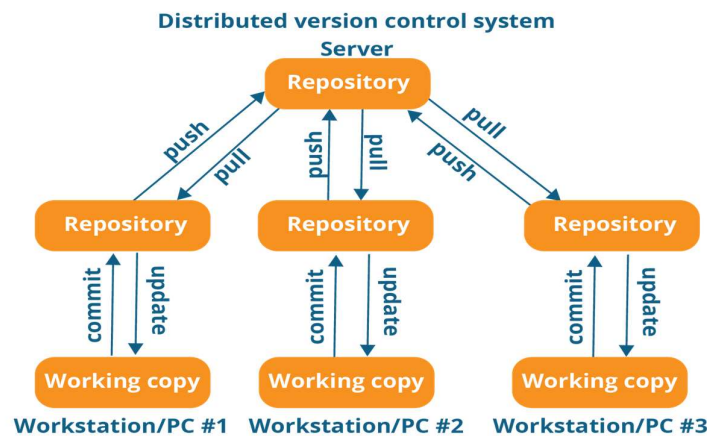 Distributed version control system
Server
Repository
push
pull
push
pull
push
pull
Repository
Repository
Repository
commit
update
commit
update
commit
update
Working copy
Working copy
Working copy
Workstation/PC #1
Workstation/PC #2
Workstation/PC #3